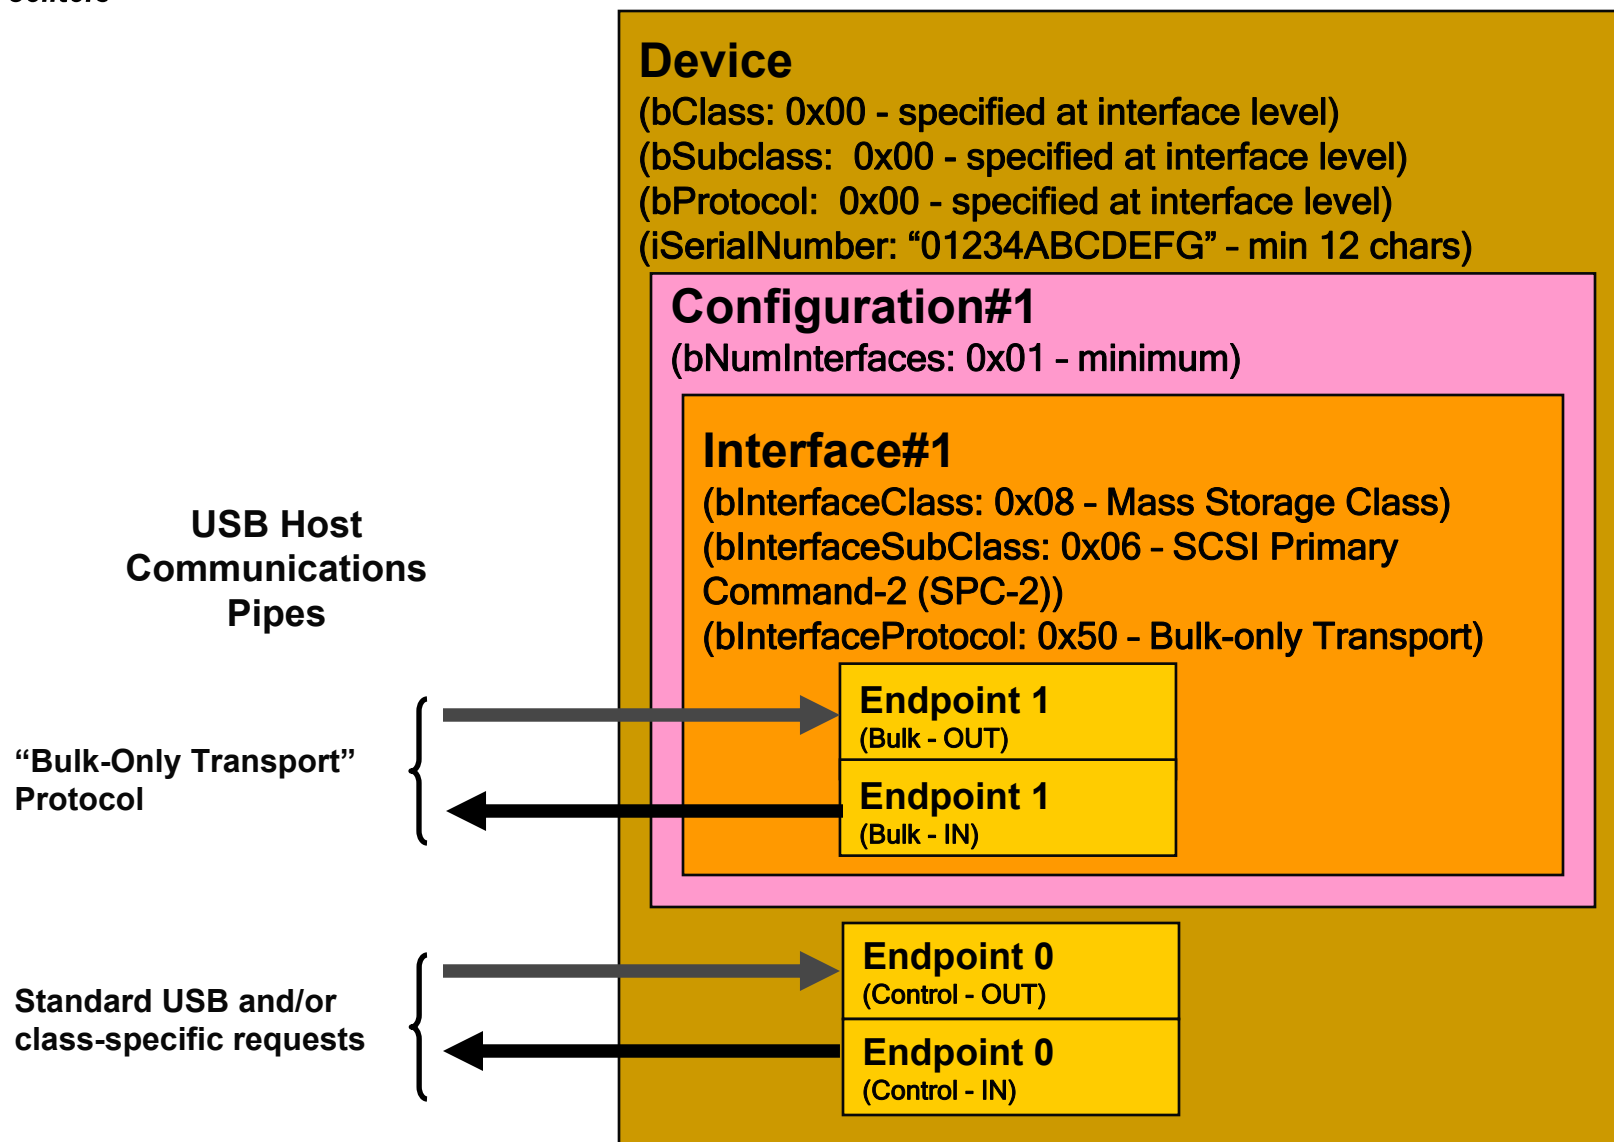 Device
(bClass: 0x00 - specified at interface level)
(bSubclass:  0x00 - specified at interface level)
(bProtocol:  0x00 - specified at interface level)
(iSerialNumber: “01234ABCDEFG” – min 12 chars)
Configuration#1
(bNumInterfaces: 0x01 – minimum)
Interface#1
(bInterfaceClass: 0x08 – Mass Storage Class)
(bInterfaceSubClass: 0x06 – SCSI Primary
Command-2 (SPC-2))
(bInterfaceProtocol: 0x50 – Bulk-only Transport)
USB Host
Communications
Pipes
Endpoint 1
(Bulk - OUT)
“Bulk-Only Transport”
Protocol
Endpoint 1
(Bulk - IN)
Endpoint 0
(Control - OUT)
Standard USB and/or
class-specific requests
Endpoint 0
(Control - IN)